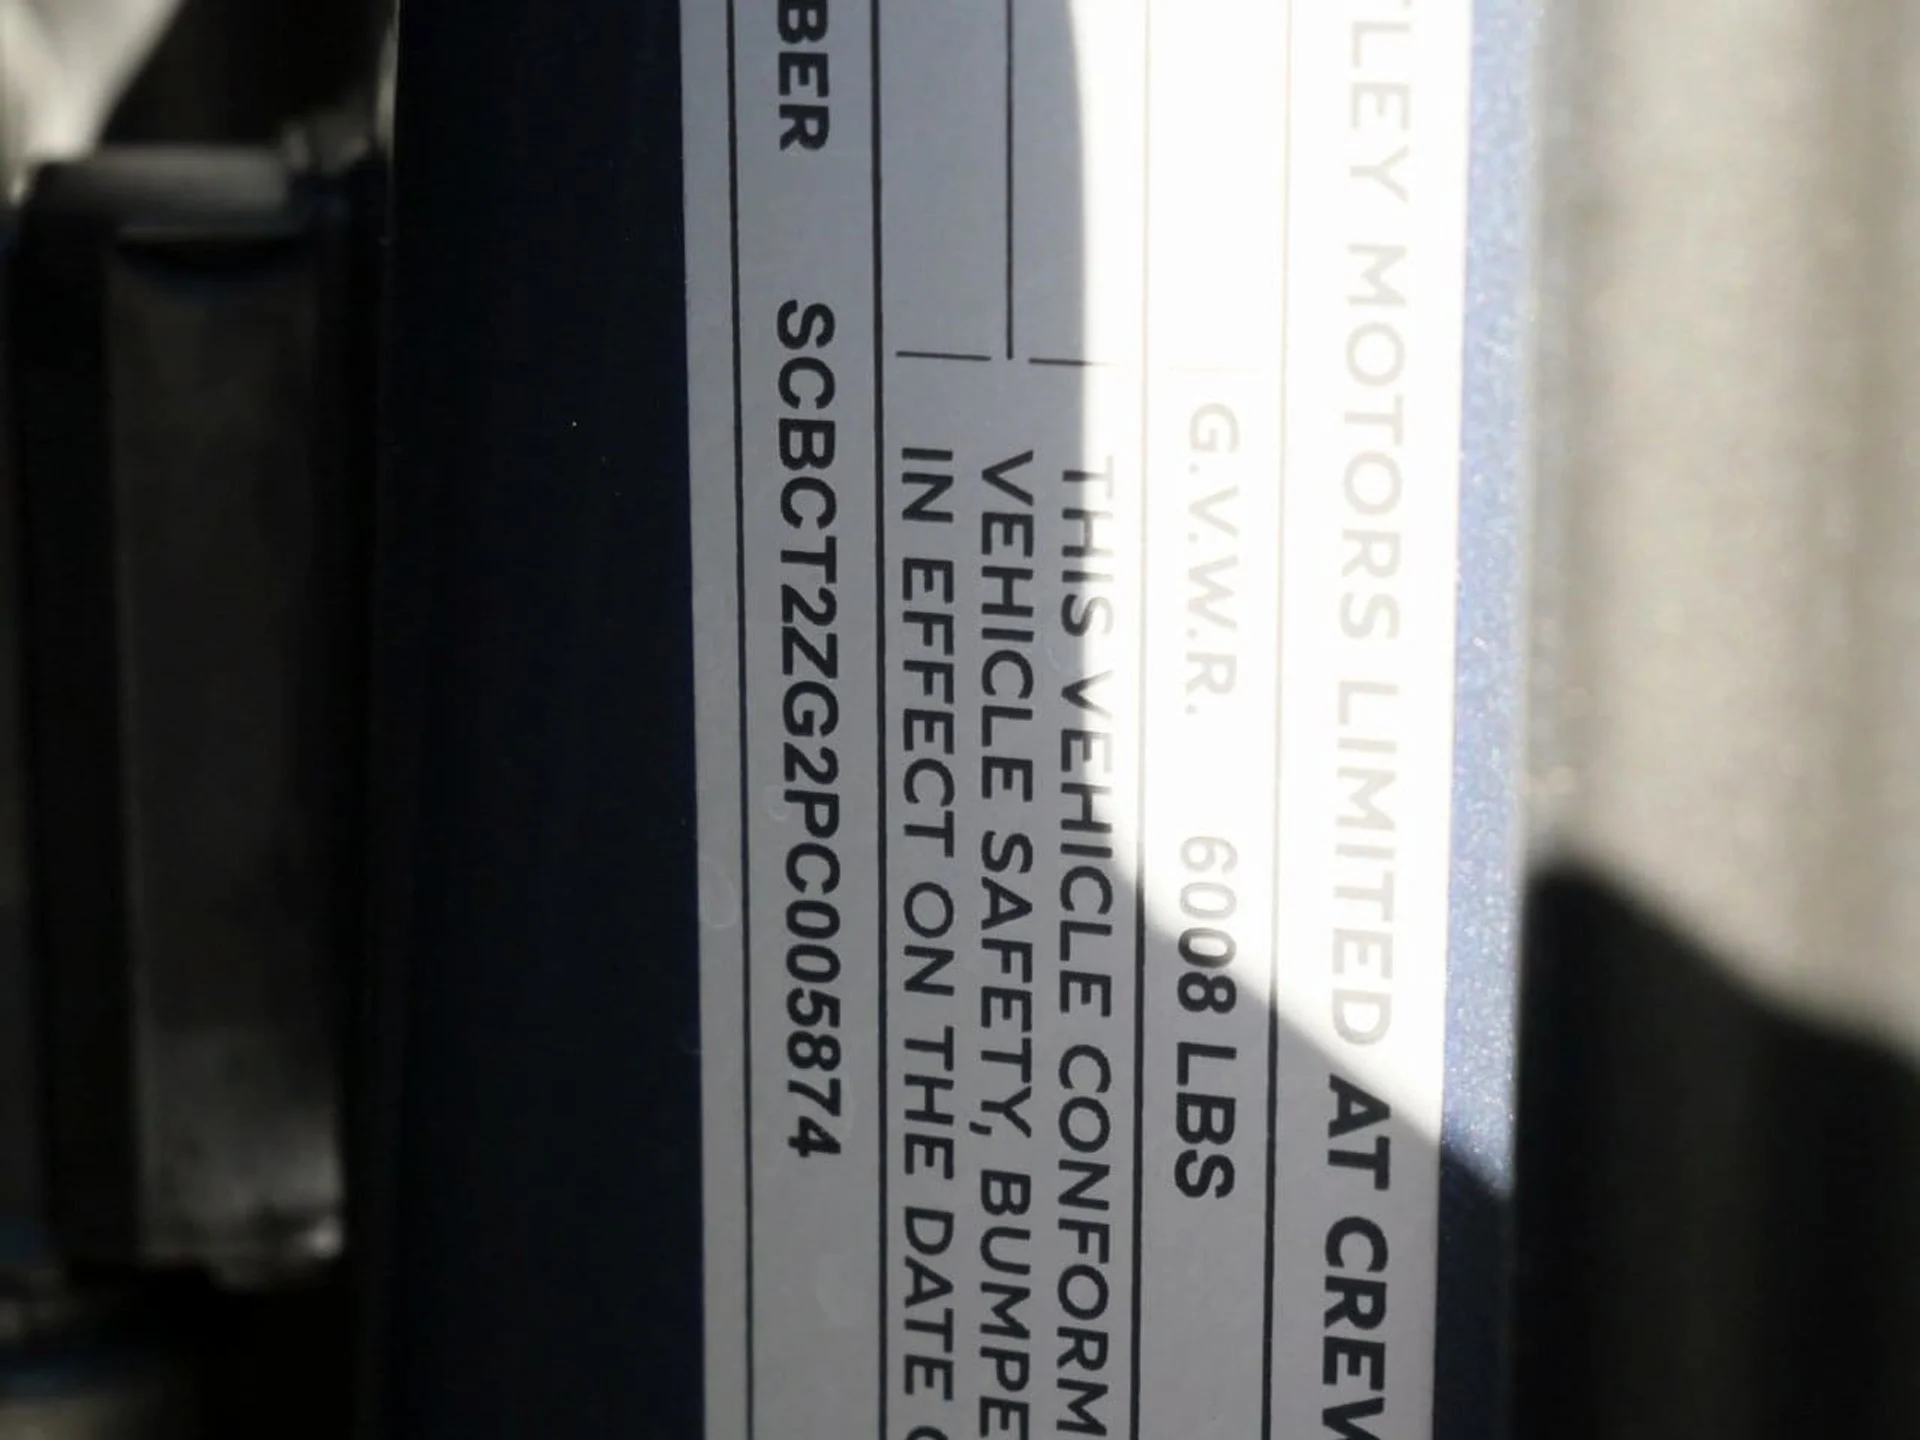 TLEY MOTORS LIMITED AT CREW
G.V.W.R. 6008 LBS
THIS VEHICLE CONFORM
VEHICLE SAFETY, BUMPE
IN EFFECT ON THE DATE
BER SCBCT2ZG2PC005874